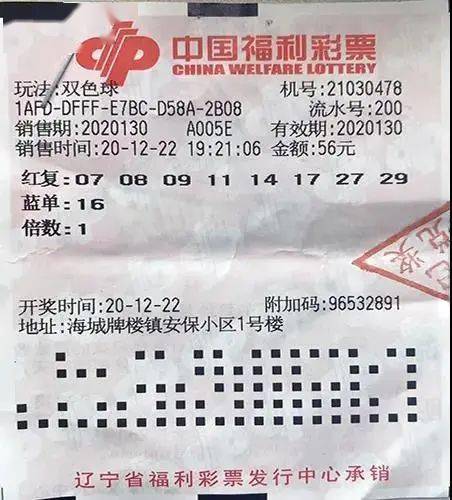 中国福利彩票
CHINA WELFARE LOTTERY
玩法:双色球 机号:21030478
1AFD-DFFF-E7BC-D58A-2B08 流水号:200
销售期:2020130 A005E 有效期:2020130
销售时间:20-12-22 19:21:06 金额:56元
红复:07 08 09 11 14 17 27 29
蓝单:16
倍数:1
已兑奖
开奖时间:20-12-22 附加码:96532891
地址:海城牌楼镇安保小区1号楼
辽宁省福利彩票发行中心承销